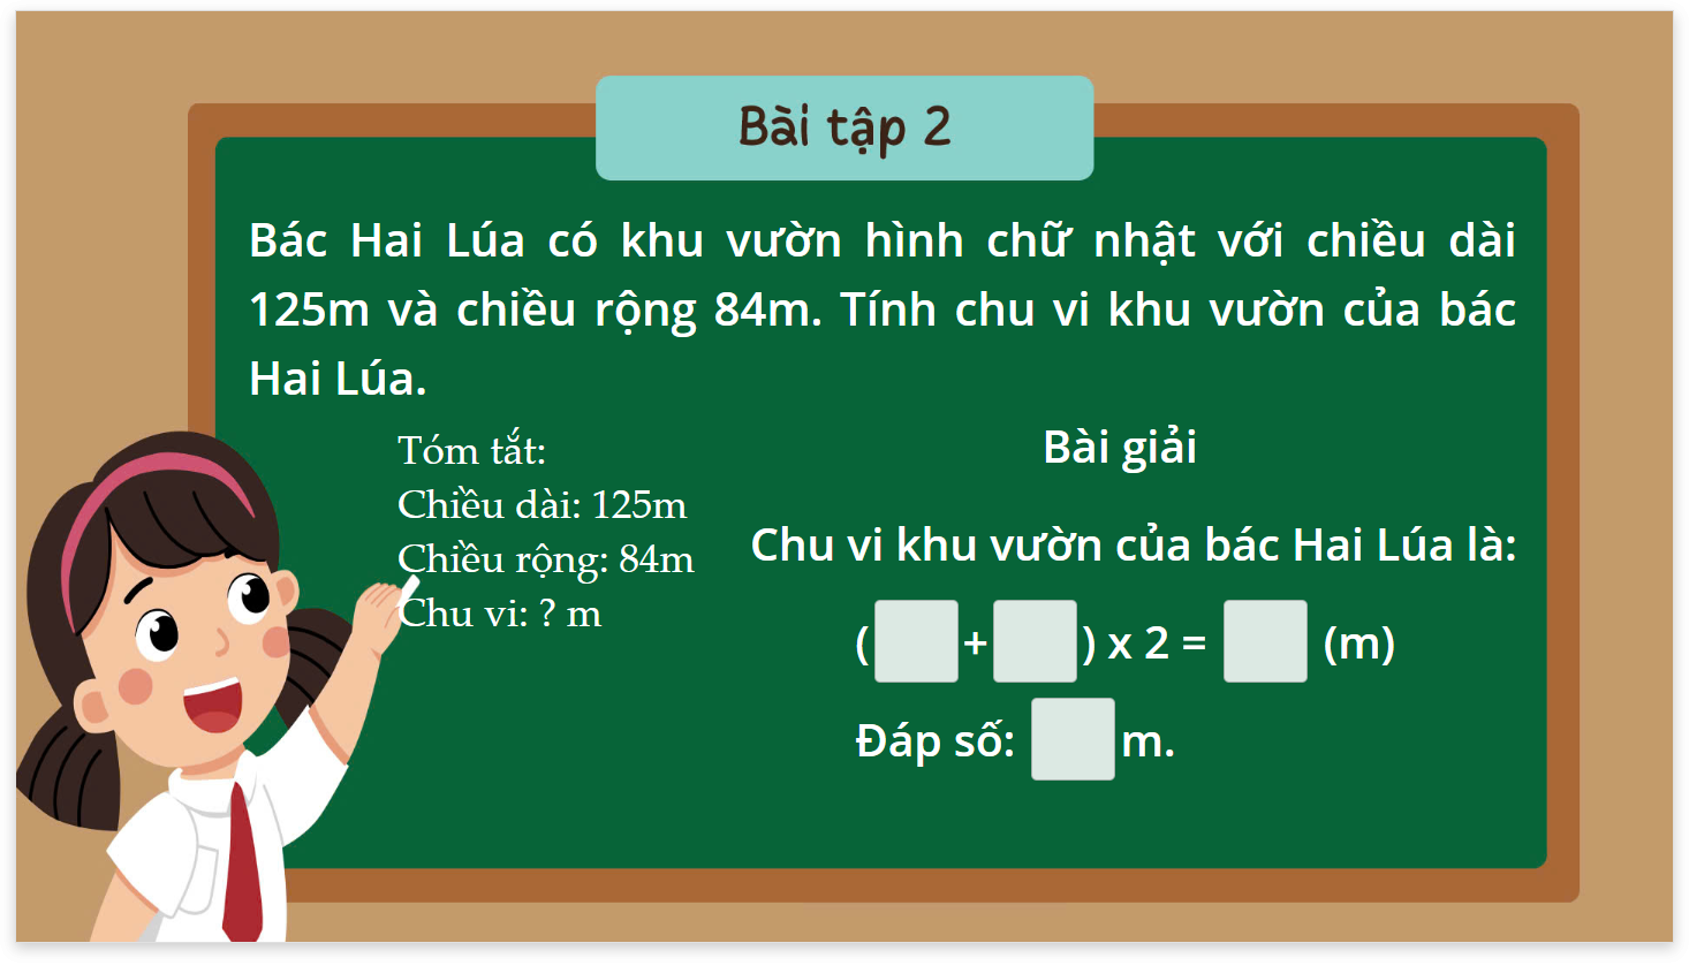 Bài tập 2
Bác Hai Lúa có khu vườn hình chữ nhật với chiều dài
125m và chiều rộng 84m. Tính chu vi khu vườn của bác
Hai Lúa.
Tóm tắt:
Chiều dài: 125m
Chiều rộng: 84m
Chu vi: ? m
Bài giải
Chu vi khu vườn của bác Hai Lúa là:
( + ) x 2 = (m)
Đáp số: m.